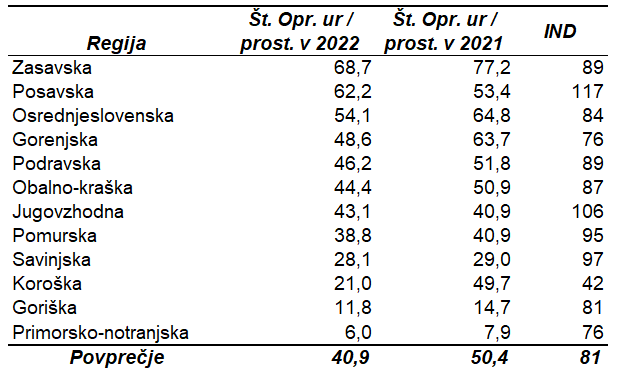 Regija Št. Opr. ur / prost. v 2022 Št. Opr. ur / prost. v 2021 IND
Zasavska 68,7 77,2 89
Posavska 62,2 53,4 117
Osrednjeslovenska 54,1 64,8 84
Gorenjska 48,6 63,7 76
Podravska 46,2 51,8 89
Obalno-kraška 44,4 50,9 87
Jugovzhodna 43,1 40,9 106
Pomurska 38,8 40,9 95
Savinjska 28,1 29,0 97
Koroška 21,0 49,7 42
Goriška 11,8 14,7 81
Primorsko-notranjska 6,0 7,9 76
Povprečje 40,9 50,4 81